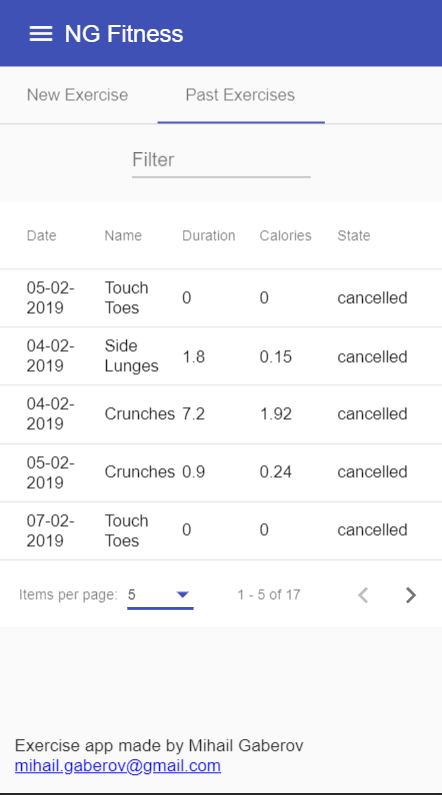 NG Fitness
New Exercise Past Exercises
Filter
Date Name Duration Calories State
05-02-
2019 Touch
Toes 0 0 cancelled
04-02-
2019 Side
Lunges 1.8 0.15 cancelled
04-02-
2019 Crunches 7.2 1.92 cancelled
05-02-
2019 Crunches 0.9 0.24 cancelled
07-02-
2019 Touch
Toes 0 0 cancelled
Items per page: 5 1 - 5 of 17
Exercise app made by Mihail Gaberov
mihail.gaberov@gmail.com